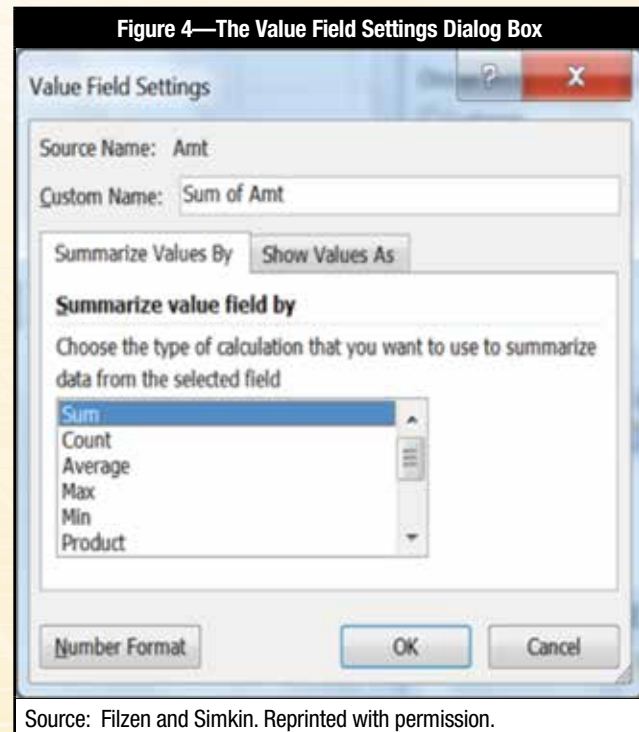 Figure 4—The Value Field Settings Dialog Box
Value Field Settings
?
X
Source Name: Amt
Custom Name: Sum of Amt
Summarize Values By Show Values As
Summarize value field by
Choose the type of calculation that you want to use to summarize
data from the selected field
Sum
Count
Average
Max
Min
Product
Number Format OK Cancel
Source: Filzen and Simkin. Reprinted with permission.